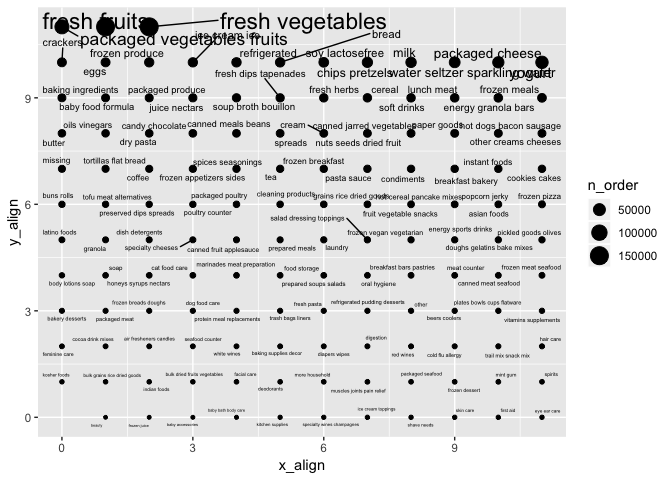 fresh fruits
fresh vegetables
packaged vegetables fruits
ice cream ice
bread
crackers
frozen produce
refrigerated
soy lactosefree
milk
packaged cheese
eggs
fresh dips tapenades
chips pretzels
water seltzer sparkling water
yogurt
baking ingredients
packaged produce
fresh herbs
cereal
lunch meat
frozen meals
baby food formula
juice nectars
soup broth bouillon
soft drinks
energy granola bars
oils vinegars
candy chocolate
canned meals beans
cream
canned jarred vegetables
paper goods
hot dogs bacon sausage
butter
dry pasta
spreads
nuts seeds dried fruit
other creams cheeses
missing
tortillas flat bread
spices seasonings
frozen breakfast
instant foods
coffee
frozen appetizers sides
tea
pasta sauce
condiments
breakfast bakery
cookies cakes
buns rolls
tofu meat alternatives
packaged poultry
cleaning products
grains rice dried goods
hot cereal pancake mixes
popcorn jerky
frozen pizza
preserved dips spreads
poultry counter
salad dressing toppings
fruit vegetable snacks
asian foods
latino foods
dish detergents
frozen vegan vegetarian
energy sports drinks
pickled goods olives
granola
specialty cheeses
canned fruit applesauce
prepared meals
laundry
doughs gelatins bake mixes
soap
cat food care
marinades meat preparation
food storage
breakfast bars pastries
meat counter
frozen meat seafood
body lotions soap
honeys syrups nectars
prepared soups salads
oral hygiene
canned meat seafood
frozen breads doughs
dog food care
fresh pasta
refrigerated pudding desserts
other
plates bowls cups flatware
bakery desserts
packaged meat
protein meal replacements
trash bags liners
beers coolers
vitamins supplements
cocoa drink mixes
air fresheners candles
seafood counter
digestion
hair care
feminine care
white wines
baking supplies decor
diapers wipes
red wines
cold flu allergy
trail mix snack mix
kosher foods
bulk grains rice dried goods
bulk dried fruits vegetables
facial care
more household
packaged seafood
mint gum
spirits
indian foods
deodorants
muscles joints pain relief
frozen dessert
baby bath body care
ice cream toppings
skin care
first aid
eye ear care
beauty
frozen juice
baby accessories
kitchen supplies
specialty wines champagnes
shave needs
9
6
3
0
y_align
0
3
6
9
x_align
n_order
50000
100000
150000